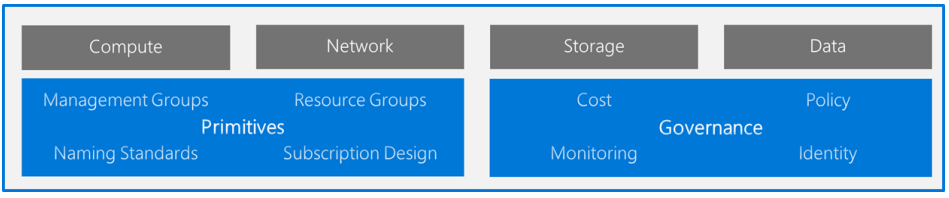 Compute
Network
Storage
Data
Management Groups
Resource Groups
Primitives
Naming Standards
Subscription Design
Cost
Policy
Governance
Monitoring
Identity